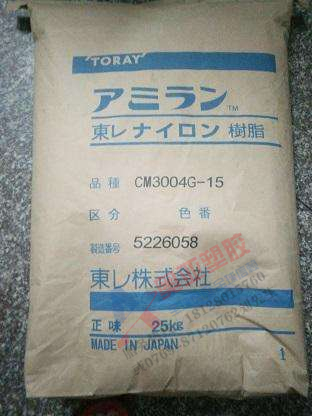 TORAY
アミラン™
東レナイロン樹脂
品種 CM3004G-15
区分 色番
製造番号 5226058
東レ株式会社
正味 25kg
MADE IN JAPAN
1